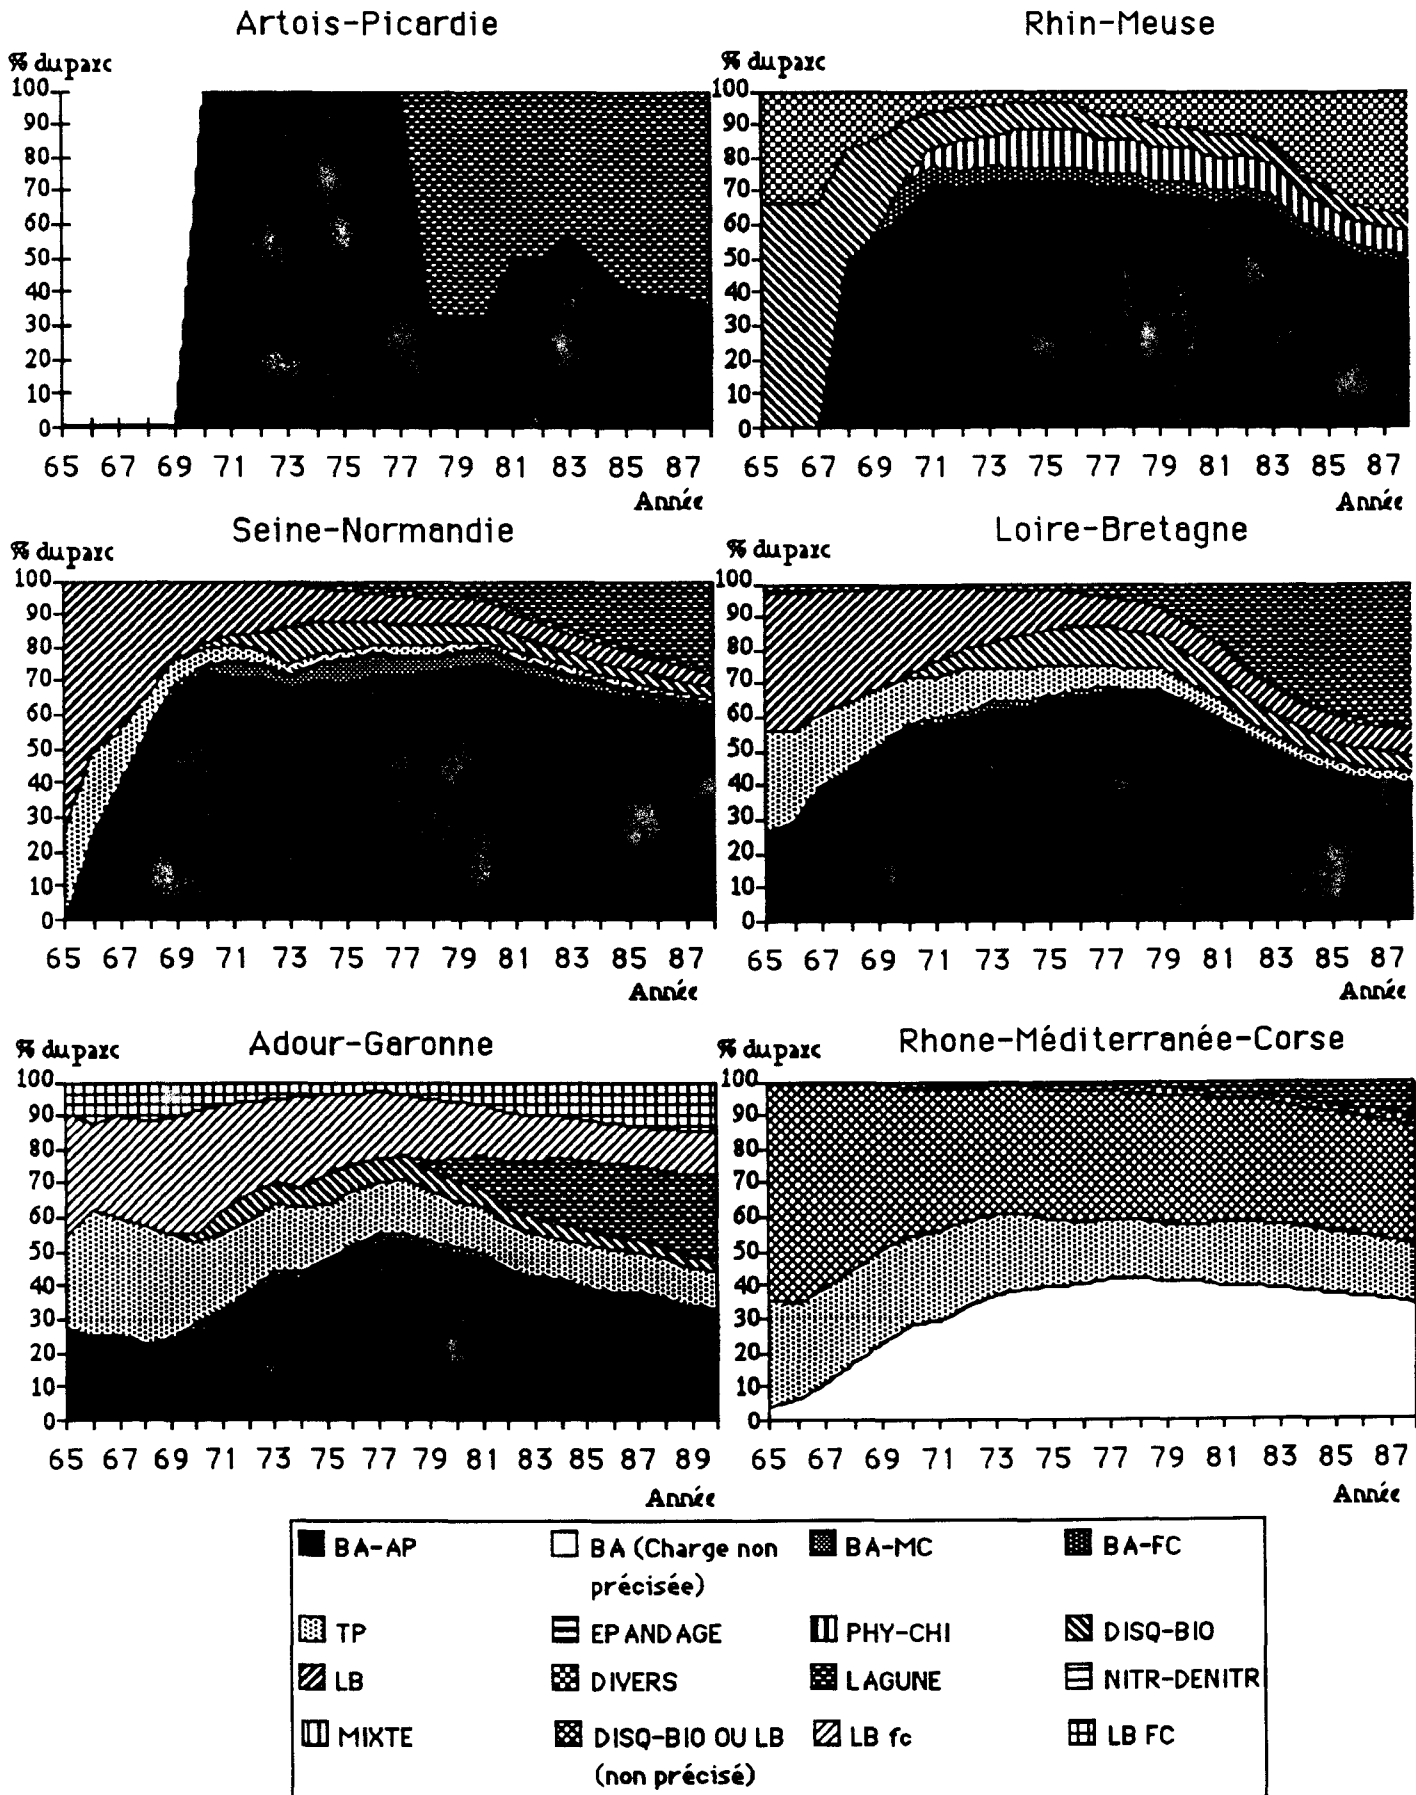 Artois-Picardie
% du parc
100
90
80
70
60
50
40
30
20
10
0
65 67 69 71 73 75 77 79 81 83 85 87
Année
Rhin-Meuse
% du parc
100
90
80
70
60
50
40
30
20
10
0
65 67 69 71 73 75 77 79 81 83 85 87
Année
Seine-Normandie
% du parc
100
90
80
70
60
50
40
30
20
10
0
65 67 69 71 73 75 77 79 81 83 85 87
Année
Loire-Bretagne
% du parc
100
90
80
70
60
50
40
30
20
10
0
65 67 69 71 73 75 77 79 81 83 85 87
Année
Adour-Garonne
% du parc
100
90
80
70
60
50
40
30
20
10
0
65 67 69 71 73 75 77 79 81 83 85 87 89
Année
Rhone-Méditerranée-Corse
% du parc
100
90
80
70
60
50
40
30
20
10
0
65 67 69 71 73 75 77 79 81 83 85 87
Année
BA-AP
BA (Charge non
précisée)
BA-MC
BA-FC
TP
EPANDAGE
PHY-CHI
DISQ-BIO
LB
DIVERS
LAGUNE
NITR-DENITR
MIXTE
DISQ-BIO OU LB
(non précisé)
LB fc
LB FC